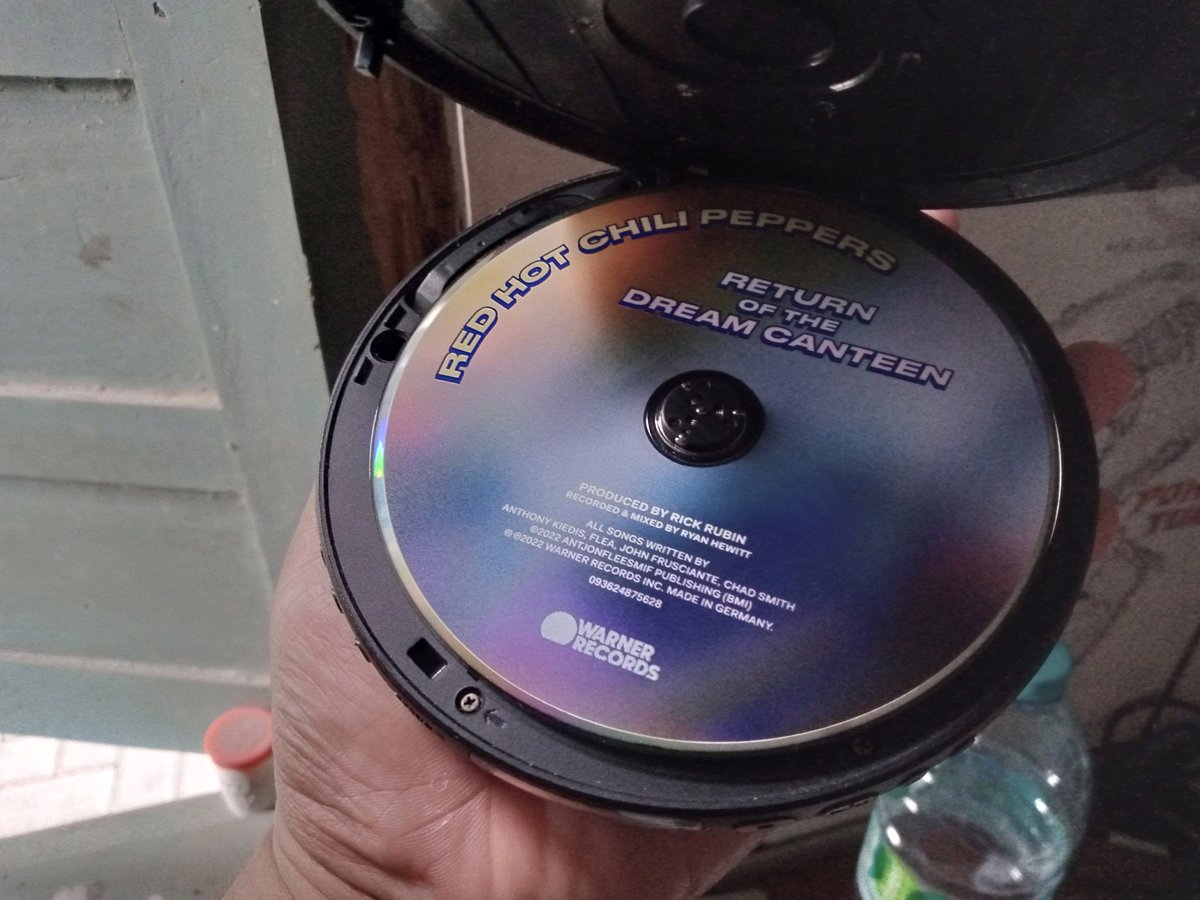 RED HOT CHILI PEPPERS
RETURN
OF THE
DREAM CANTEEN
PRODUCED BY RICK RUBIN
RECORDED & MIXED BY RYAN HEWITT
ALL SONGS WRITTEN BY
ANTHONY KIEDIS, FLEA, JOHN FRUSCIANTE, CHAD SMITH
©2022 ANTJONFLEESMIF PUBLISHING (BMI)
℗©2022 WARNER RECORDS INC. MADE IN GERMANY.
093624875628
WARNER
RECORDS